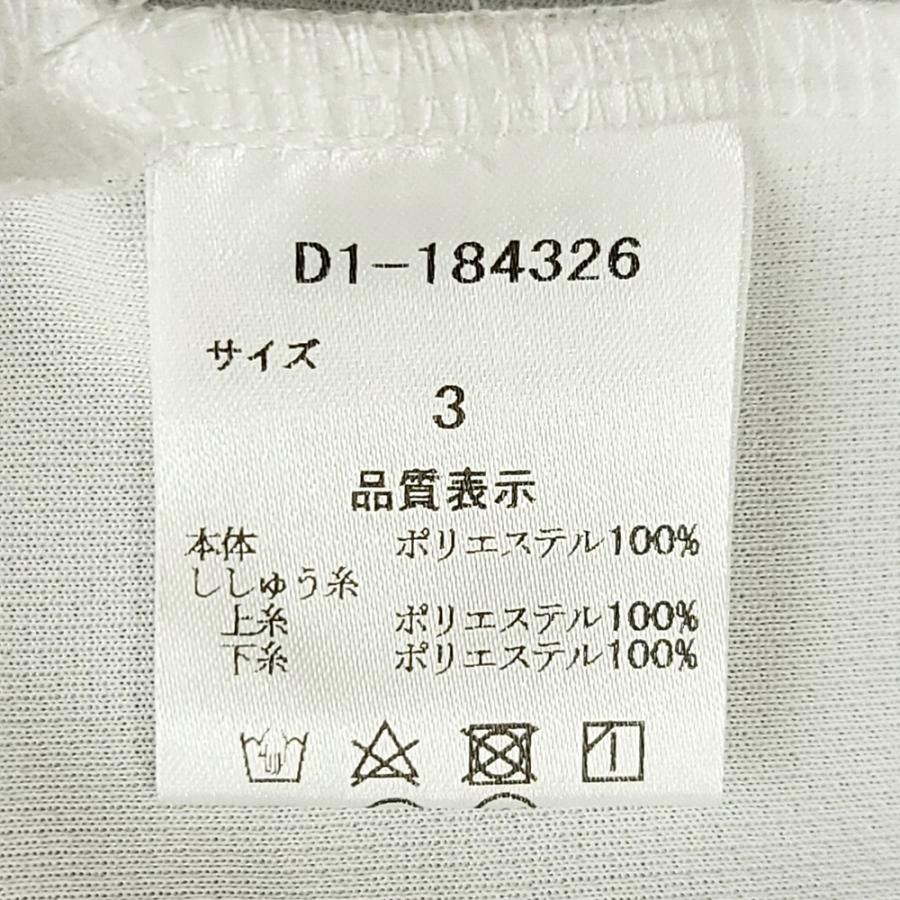 D1-184326
サイズ
3
品質表示
本体 ポリエステル100%
ししゅう糸
上糸 ポリエステル100%
下糸 ポリエステル100%